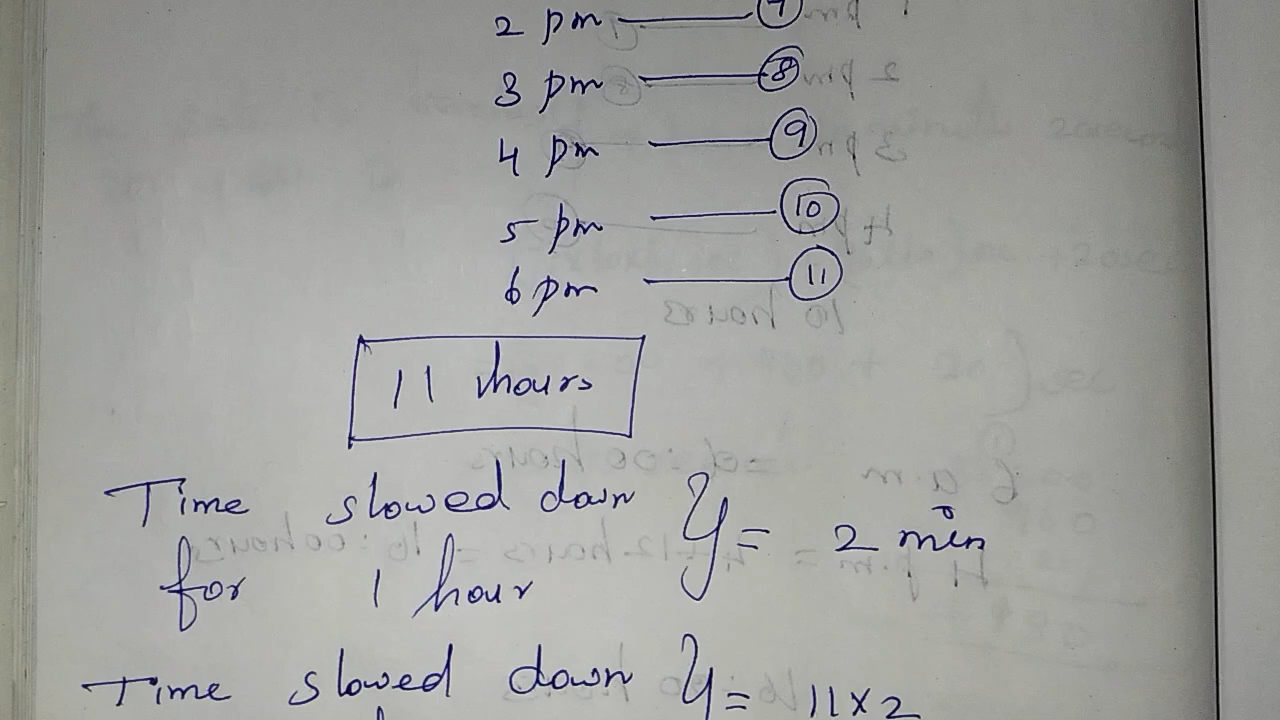 2 pm — 7
3 pm — 8
4 pm — 9
5 pm — 10
6 pm — 11
11 hours
Time slowed down } = 2 min
for 1 hour
Time slowed down } = 11 x 2